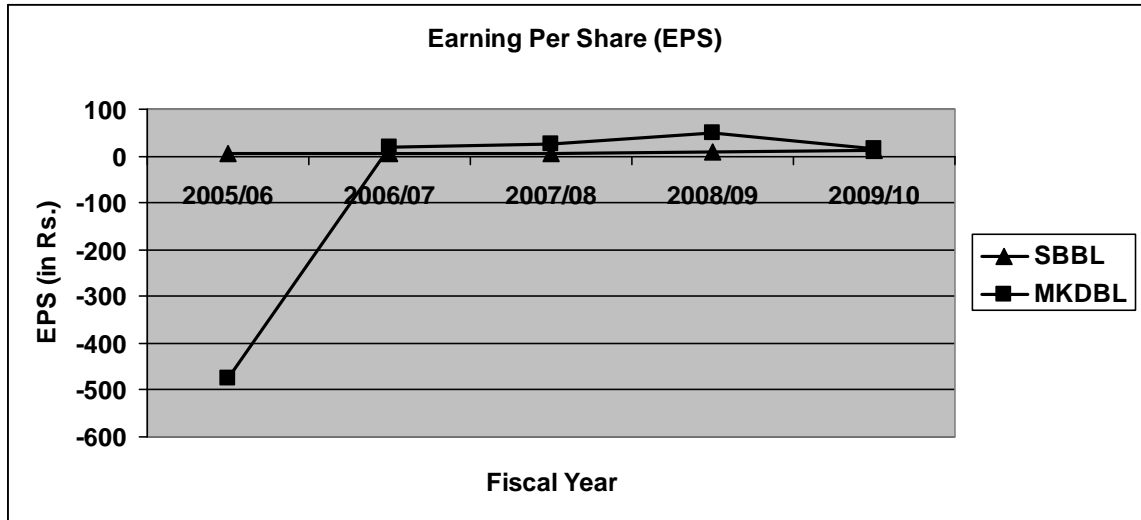 Earning Per Share (EPS)
100
0
-100
-200
-300
-400
-500
-600
EPS (in Rs.)
2005/06 2006/07 2007/08 2008/09 2009/10
Fiscal Year
SBBL
MKDBL